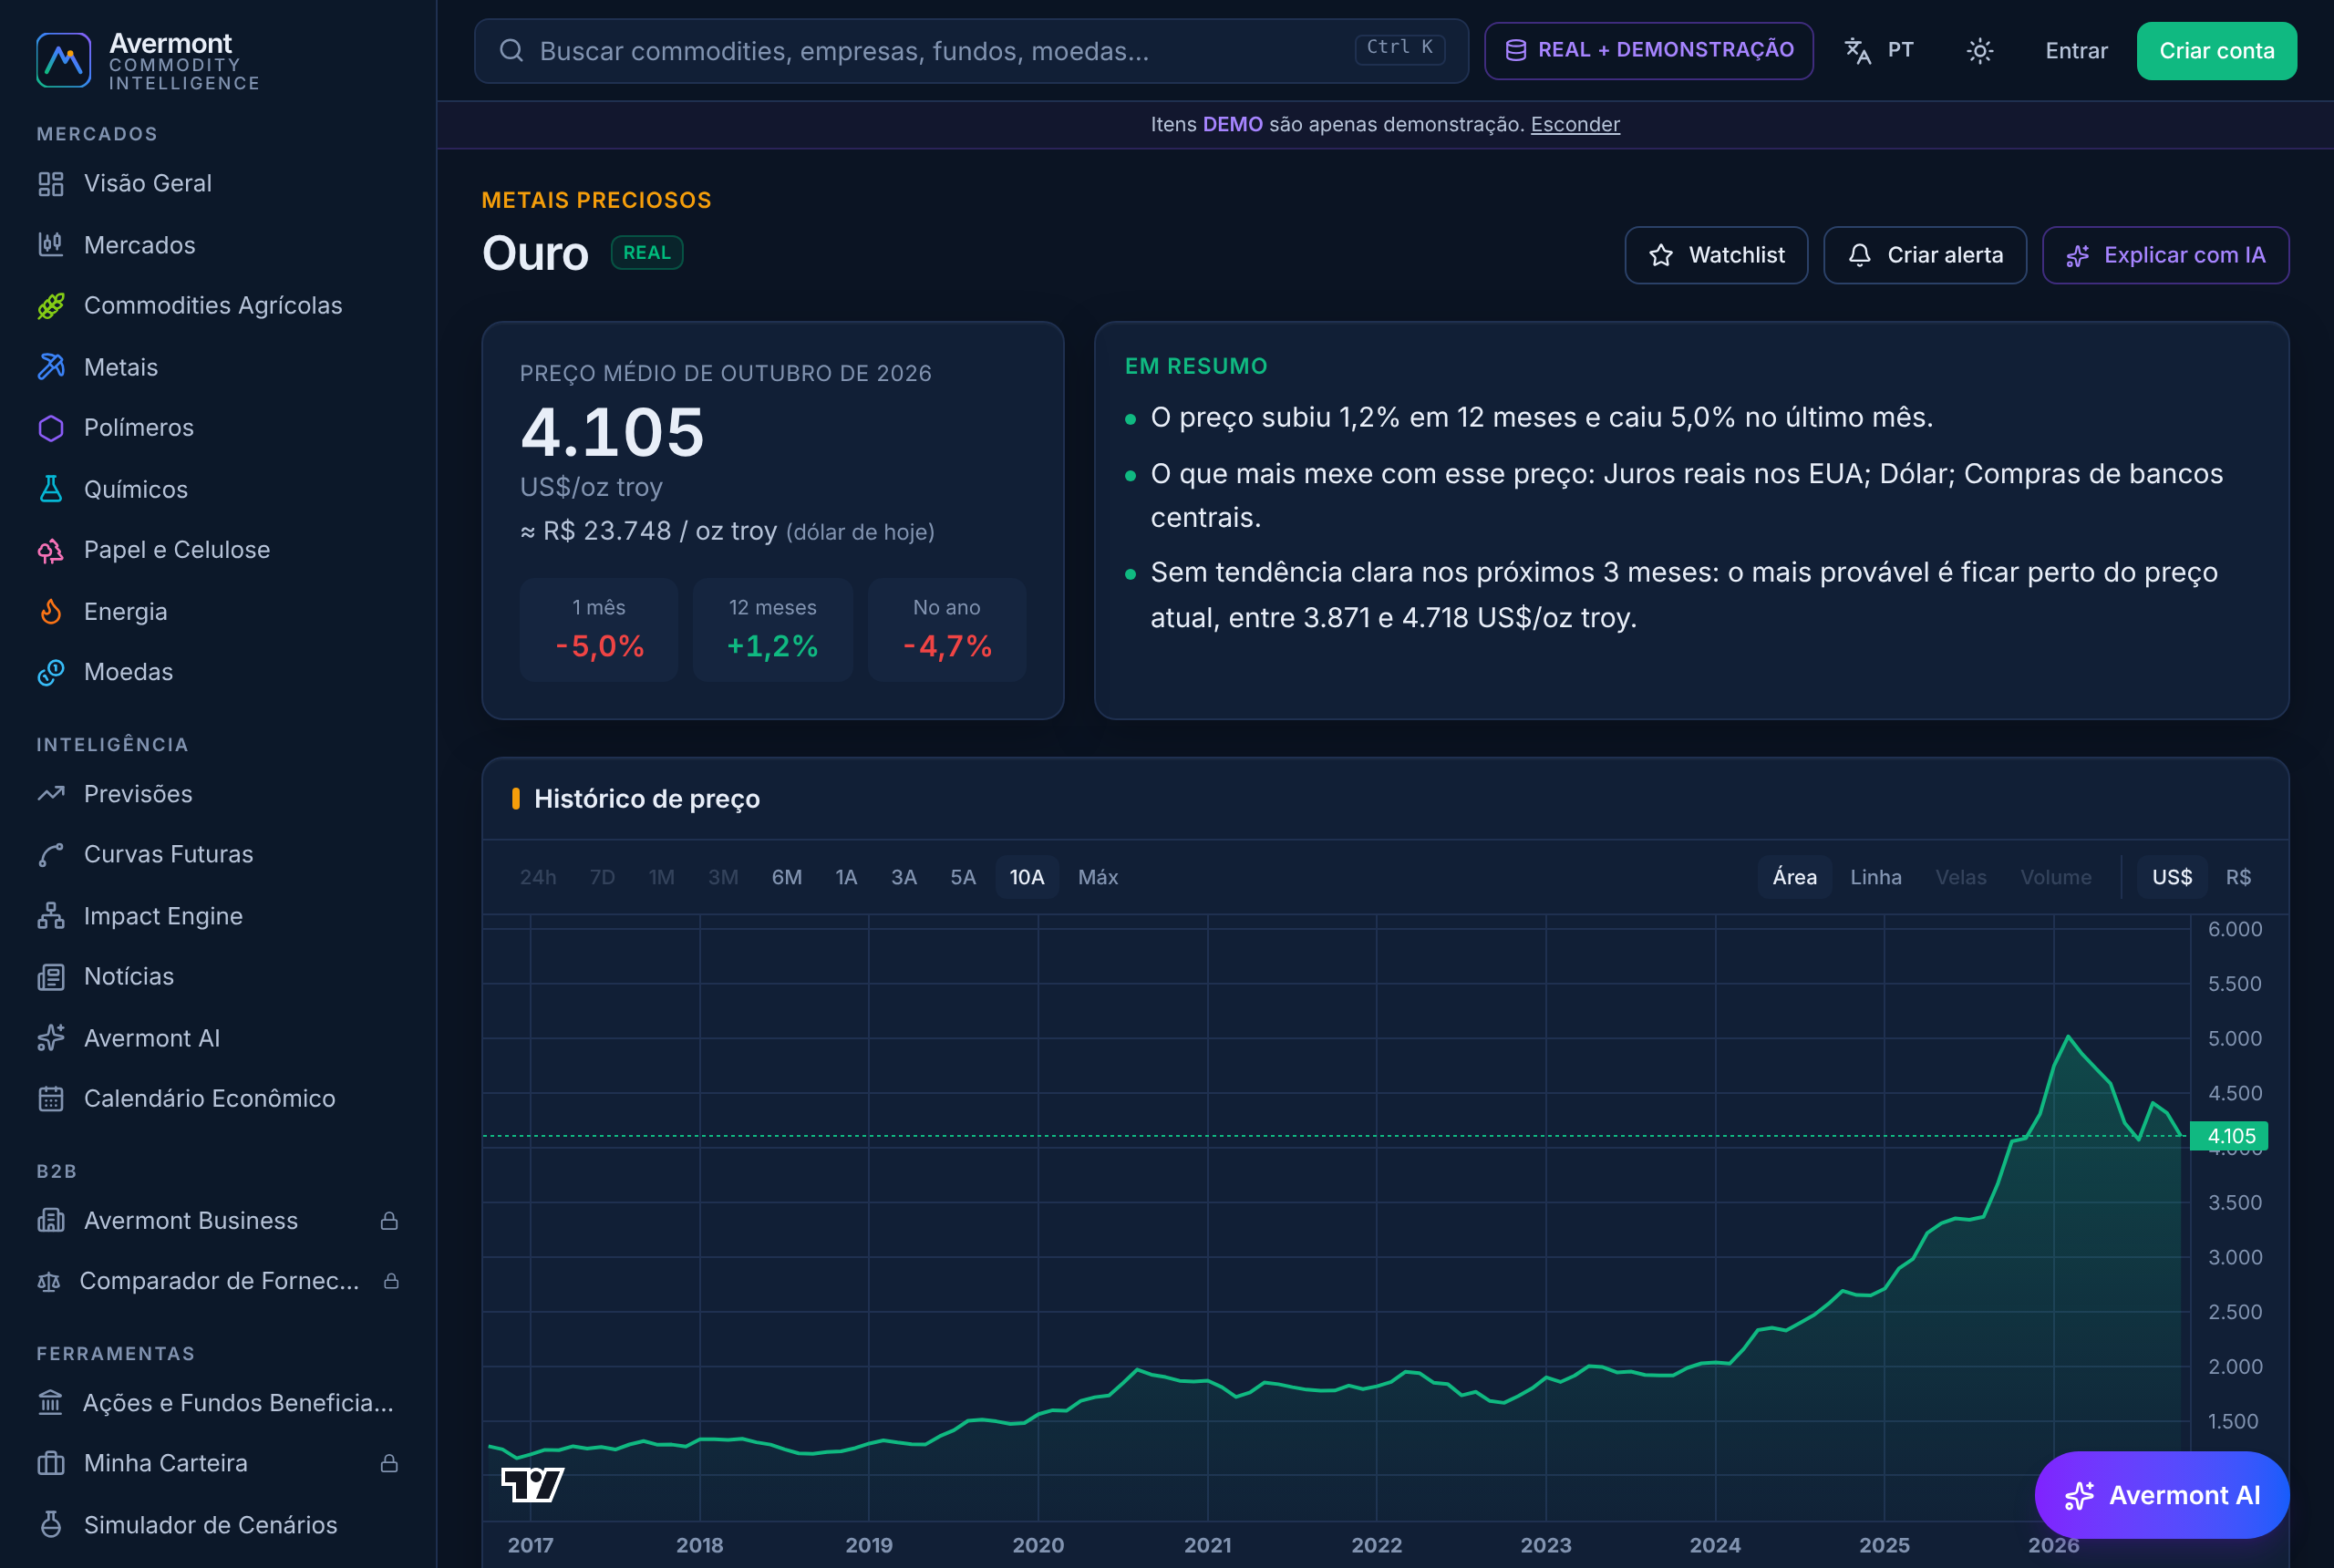 Avermont
COMMODITY
INTELLIGENCE
MERCADOS
Visão Geral
Mercados
Commodities Agrícolas
Metais
Polímeros
Químicos
Papel e Celulose
Energia
Moedas
INTELIGÊNCIA
Previsões
Curvas Futuras
Impact Engine
Notícias
Avermont AI
Calendário Econômico
B2B
Avermont Business
Comparador de Fornec...
FERRAMENTAS
Ações e Fundos Beneficia...
Minha Carteira
Simulador de Cenários
Buscar commodities, empresas, fundos, moedas... Ctrl K
REAL + DEMONSTRAÇÃO
PT
Entrar
Criar conta
Itens DEMO são apenas demonstração. Esconder
METAIS PRECIOSOS
Ouro REAL
Watchlist
Criar alerta
Explicar com IA
PREÇO MÉDIO DE OUTUBRO DE 2026
4.105
US$/oz troy
≈ R$ 23.748 / oz troy (dólar de hoje)
1 mês 12 meses No ano
-5,0% +1,2% -4,7%
EM RESUMO
O preço subiu 1,2% em 12 meses e caiu 5,0% no último mês.
O que mais mexe com esse preço: Juros reais nos EUA; Dólar; Compras de bancos
centrais.
Sem tendência clara nos próximos 3 meses: o mais provável é ficar perto do preço
atual, entre 3.871 e 4.718 US$/oz troy.
Histórico de preço
24h 7D 1M 3M 6M 1A 3A 5A 10A Máx
Área Linha Velas Volume US$ R$
6.000
5.500
5.000
4.500
4.105
4.000
3.500
3.000
2.500
2.000
1.500
Avermont AI
2017 2018 2019 2020 2021 2022 2023 2024 2025 2026